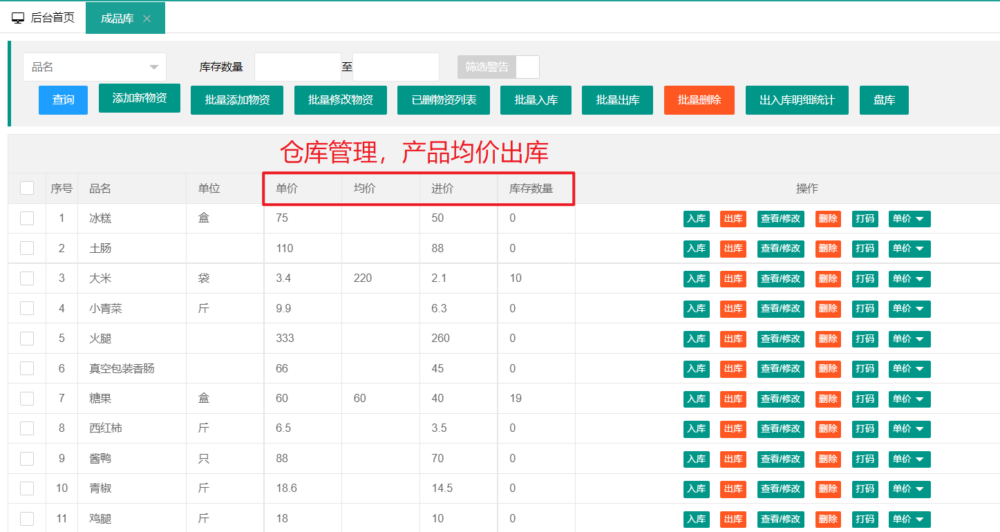 后台首页 成品库
品名 库存数量 至 筛选警告
查询 添加新物资 批量添加物资 批量修改物资 已删物资列表 批量入库 批量出库 批量删除 出入库明细统计 盘库
仓库管理，产品均价出库
序号 品名 单位 单价 均价 进价 库存数量 操作
1 冰糕 盒 75 50 0 入库 出库 查看/修改 删除 打码 单价
2 土肠 110 88 0 入库 出库 查看/修改 删除 打码 单价
3 大米 袋 3.4 220 2.1 10 入库 出库 查看/修改 删除 打码 单价
4 小青菜 斤 9.9 6.3 0 入库 出库 查看/修改 删除 打码 单价
5 火腿 333 260 0 入库 出库 查看/修改 删除 打码 单价
6 真空包装香肠 66 45 0 入库 出库 查看/修改 删除 打码 单价
7 糖果 盒 60 60 40 19 入库 出库 查看/修改 删除 打码 单价
8 西红柿 斤 6.5 3.5 0 入库 出库 查看/修改 删除 打码 单价
9 酱鸭 只 88 70 0 入库 出库 查看/修改 删除 打码 单价
10 青椒 斤 18.6 14.5 0 入库 出库 查看/修改 删除 打码 单价
11 鸡腿 斤 18 10 0 入库 出库 查看/修改 删除 打码 单价